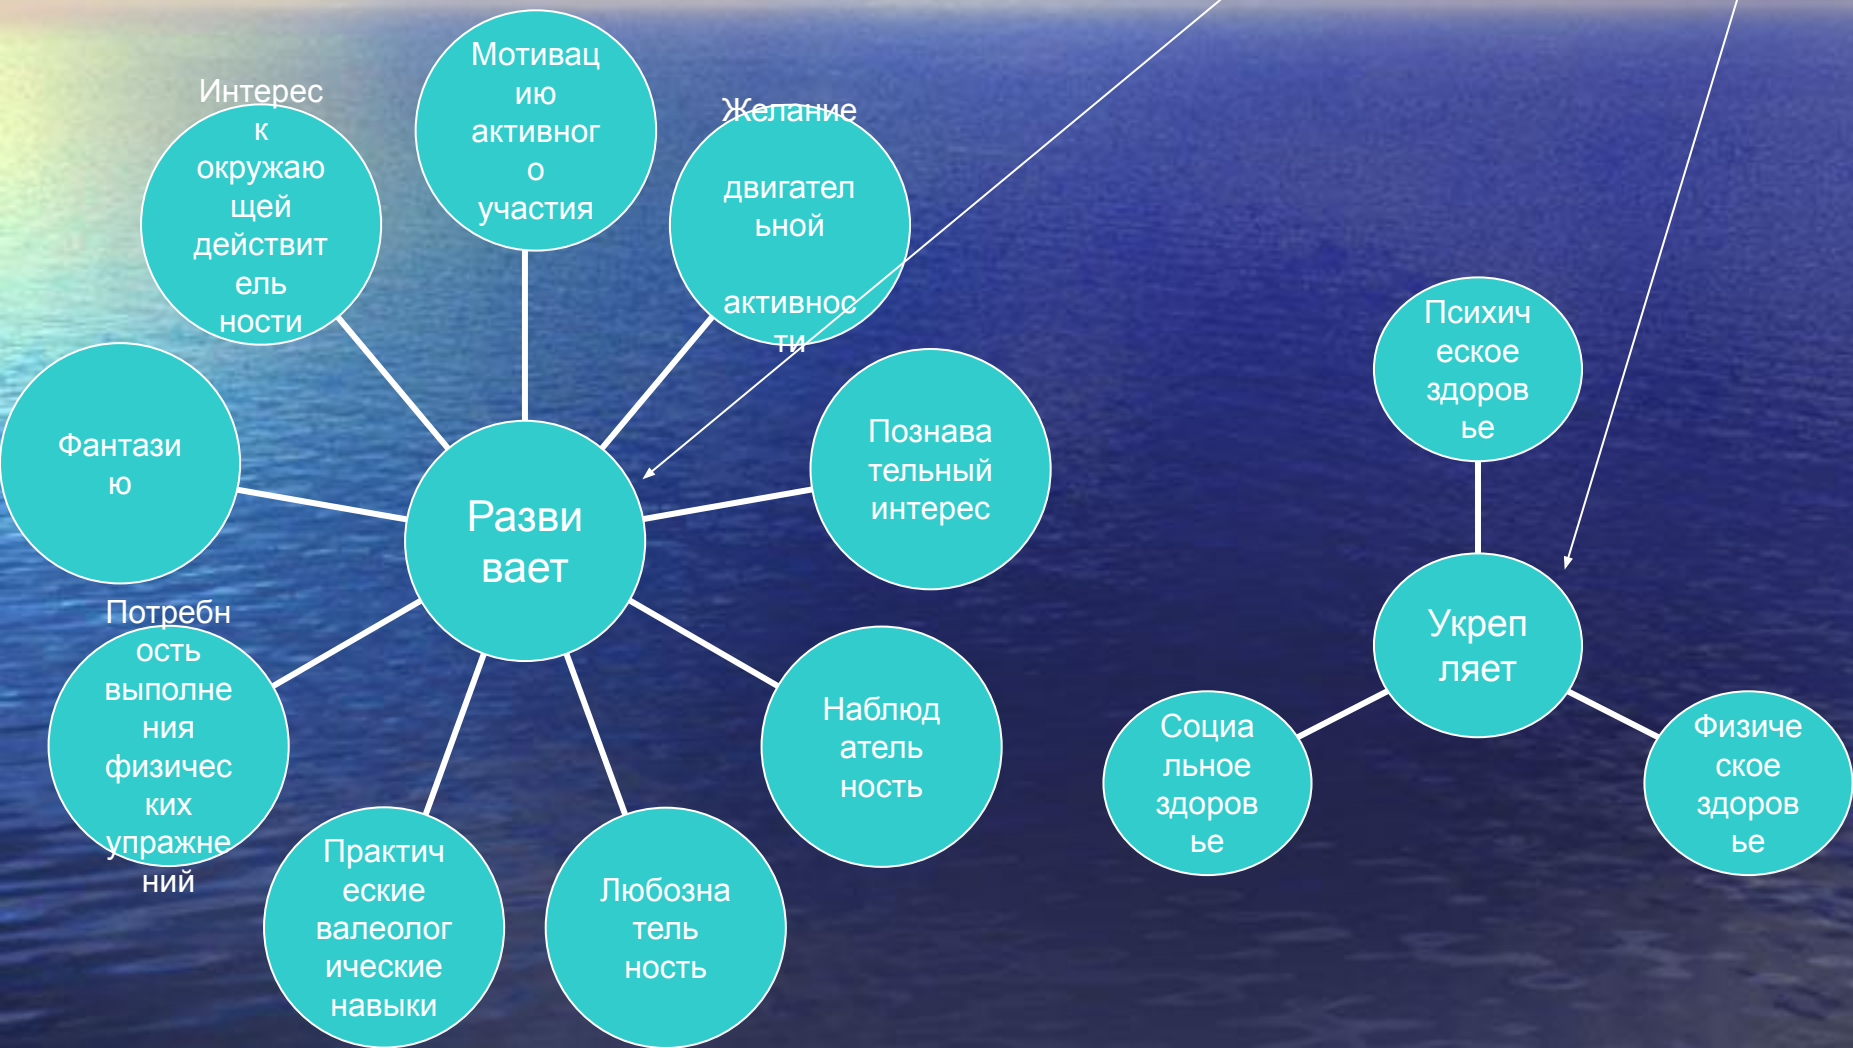 Мотивац
ию
активног
о
участия
Интерес
к
окружаю
щей
действит
ель
ности
Желание
двигател
ьной
активнос
ти
Фантази
ю
Познава
тельный
интерес
Разви
вает
Потребн
ость
выполне
ния
физичес
ких
упражне
ний
Наблюд
атель
ность
Практич
еские
валеолог
ические
навыки
Любозна
тель
ность
Психич
еское
здоров
ье
Укреп
ляет
Социа
льное
здоров
ье
Физиче
ское
здоров
ье